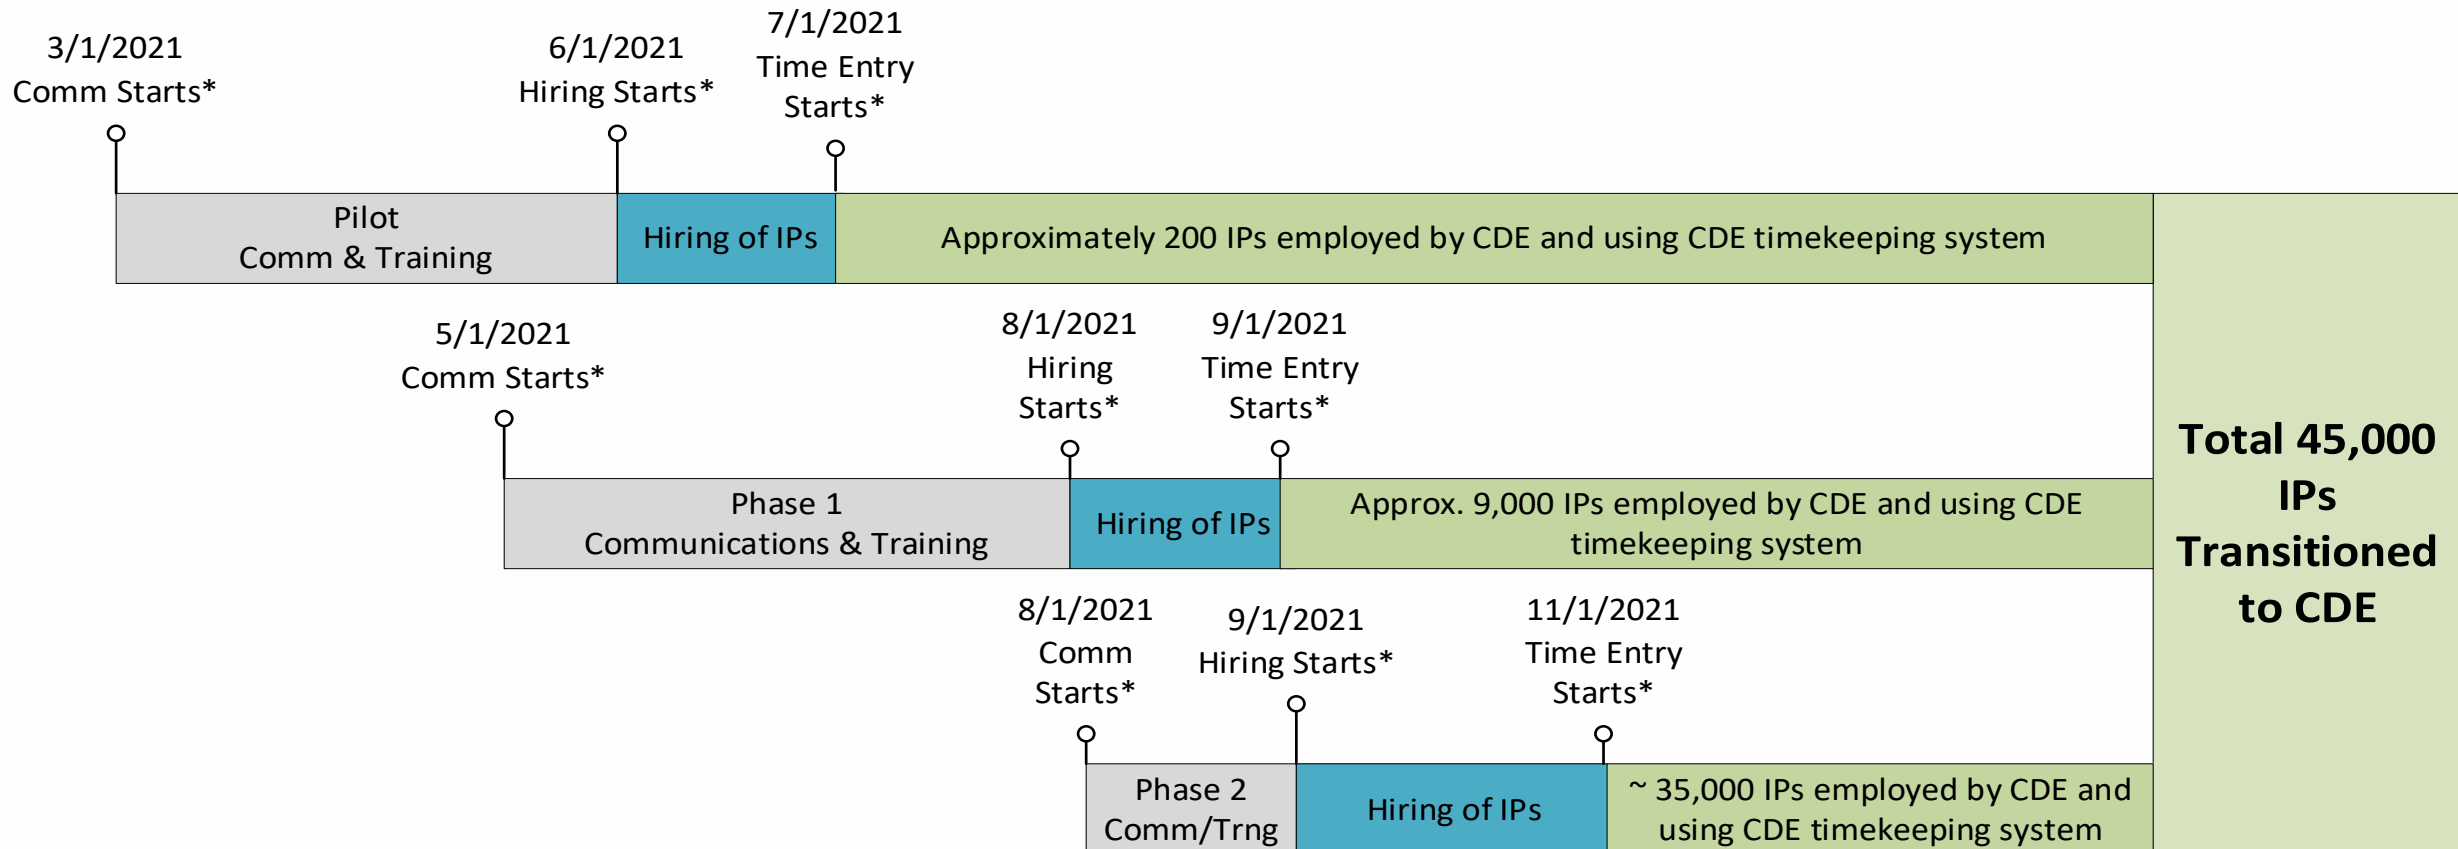 3/1/2021
Comm Starts*
6/1/2021
Hiring Starts*
7/1/2021
Time Entry
Starts*
Pilot
Comm & Training
Hiring of IPs
Approximately 200 IPs employed by CDE and using CDE timekeeping system
5/1/2021
Comm Starts*
8/1/2021
Hiring
Starts*
9/1/2021
Time Entry
Starts*
Phase 1
Communications & Training
Hiring of IPs
Approx. 9,000 IPs employed by CDE and using CDE
timekeeping system
8/1/2021
Comm
Starts*
9/1/2021
Hiring Starts*
11/1/2021
Time Entry
Starts*
Phase 2
Comm/Trng
Hiring of IPs
~ 35,000 IPs employed by CDE and
using CDE timekeeping system
Total 45,000
IPs
Transitioned
to CDE